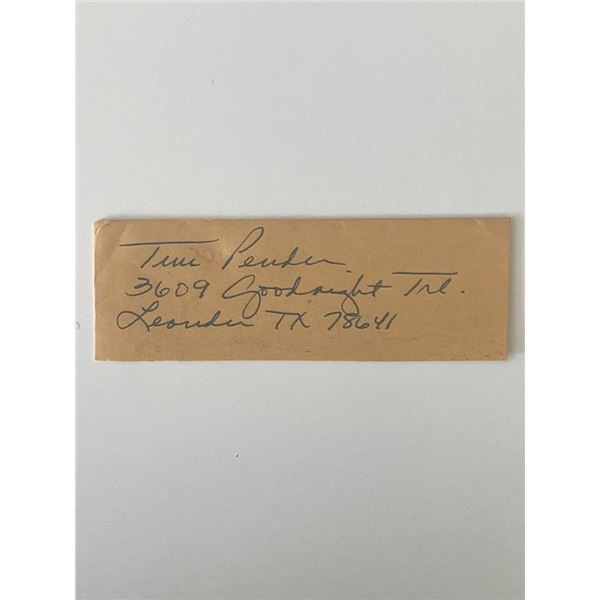 Tim Pender
3609 Goodnight Trl.
Leander TX 78641